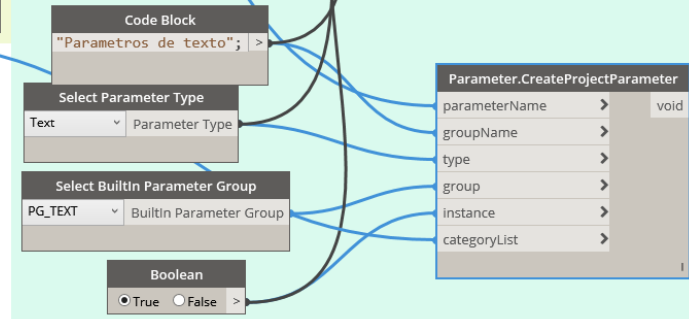 Code Block
"Parametros de texto"; >
Select Parameter Type
Text Parameter Type
Select BuiltIn Parameter Group
PG_TEXT BuiltIn Parameter Group
Boolean
True False >
Parameter.CreateProjectParameter
parameterName > void
groupName >
type >
group >
instance >
categoryList >
I